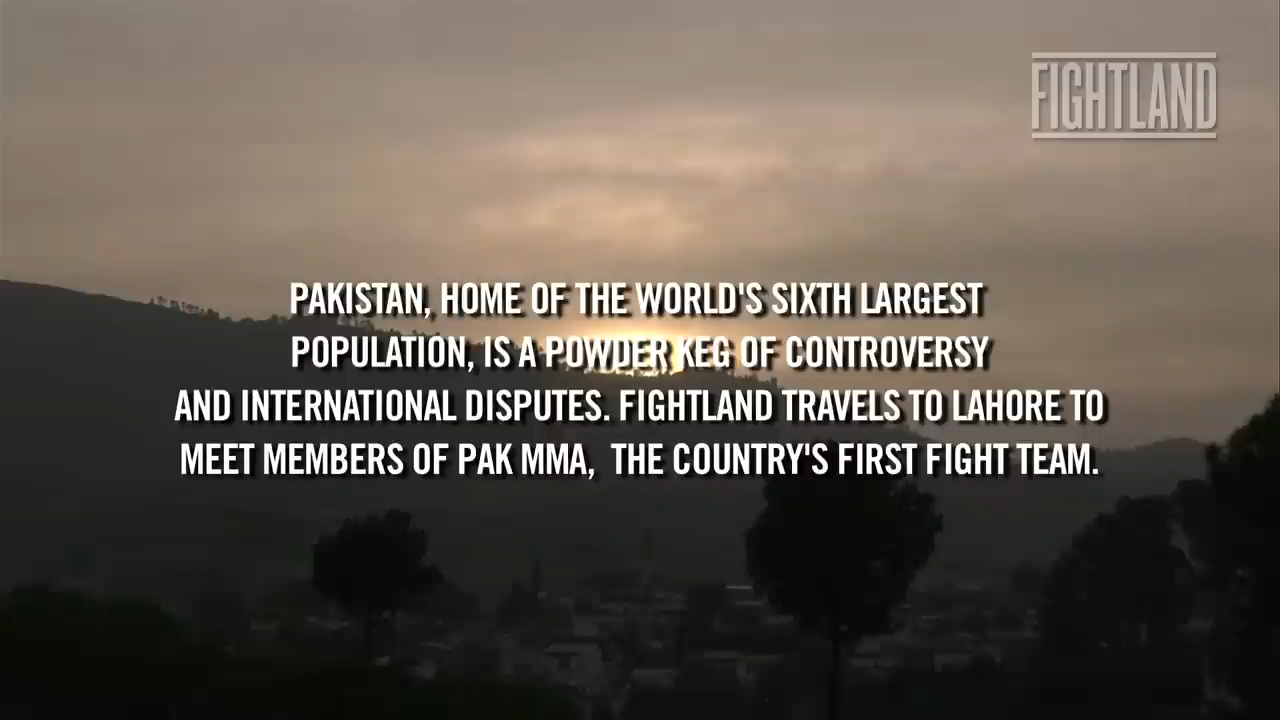 FIGHTLAND
PAKISTAN, HOME OF THE WORLD'S SIXTH LARGEST
POPULATION, IS A POWDER KEG OF CONTROVERSY
AND INTERNATIONAL DISPUTES. FIGHTLAND TRAVELS TO LAHORE TO
MEET MEMBERS OF PAK MMA, THE COUNTRY'S FIRST FIGHT TEAM.